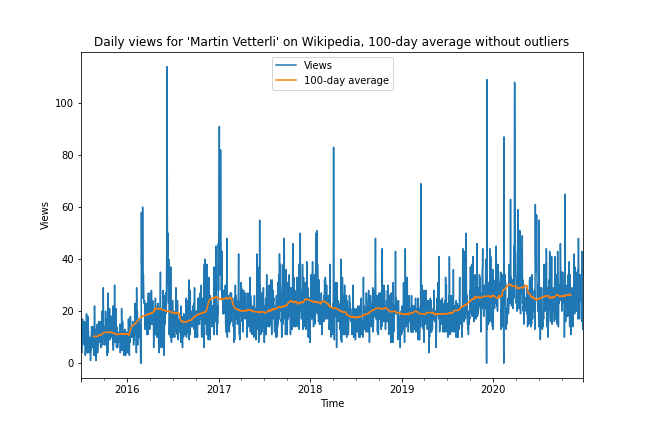 Daily views for 'Martin Vetterli' on Wikipedia, 100-day average without outliers
Views
100-day average
100
80
60
40
20
0
Views
2016
2017
2018
2019
2020
Time